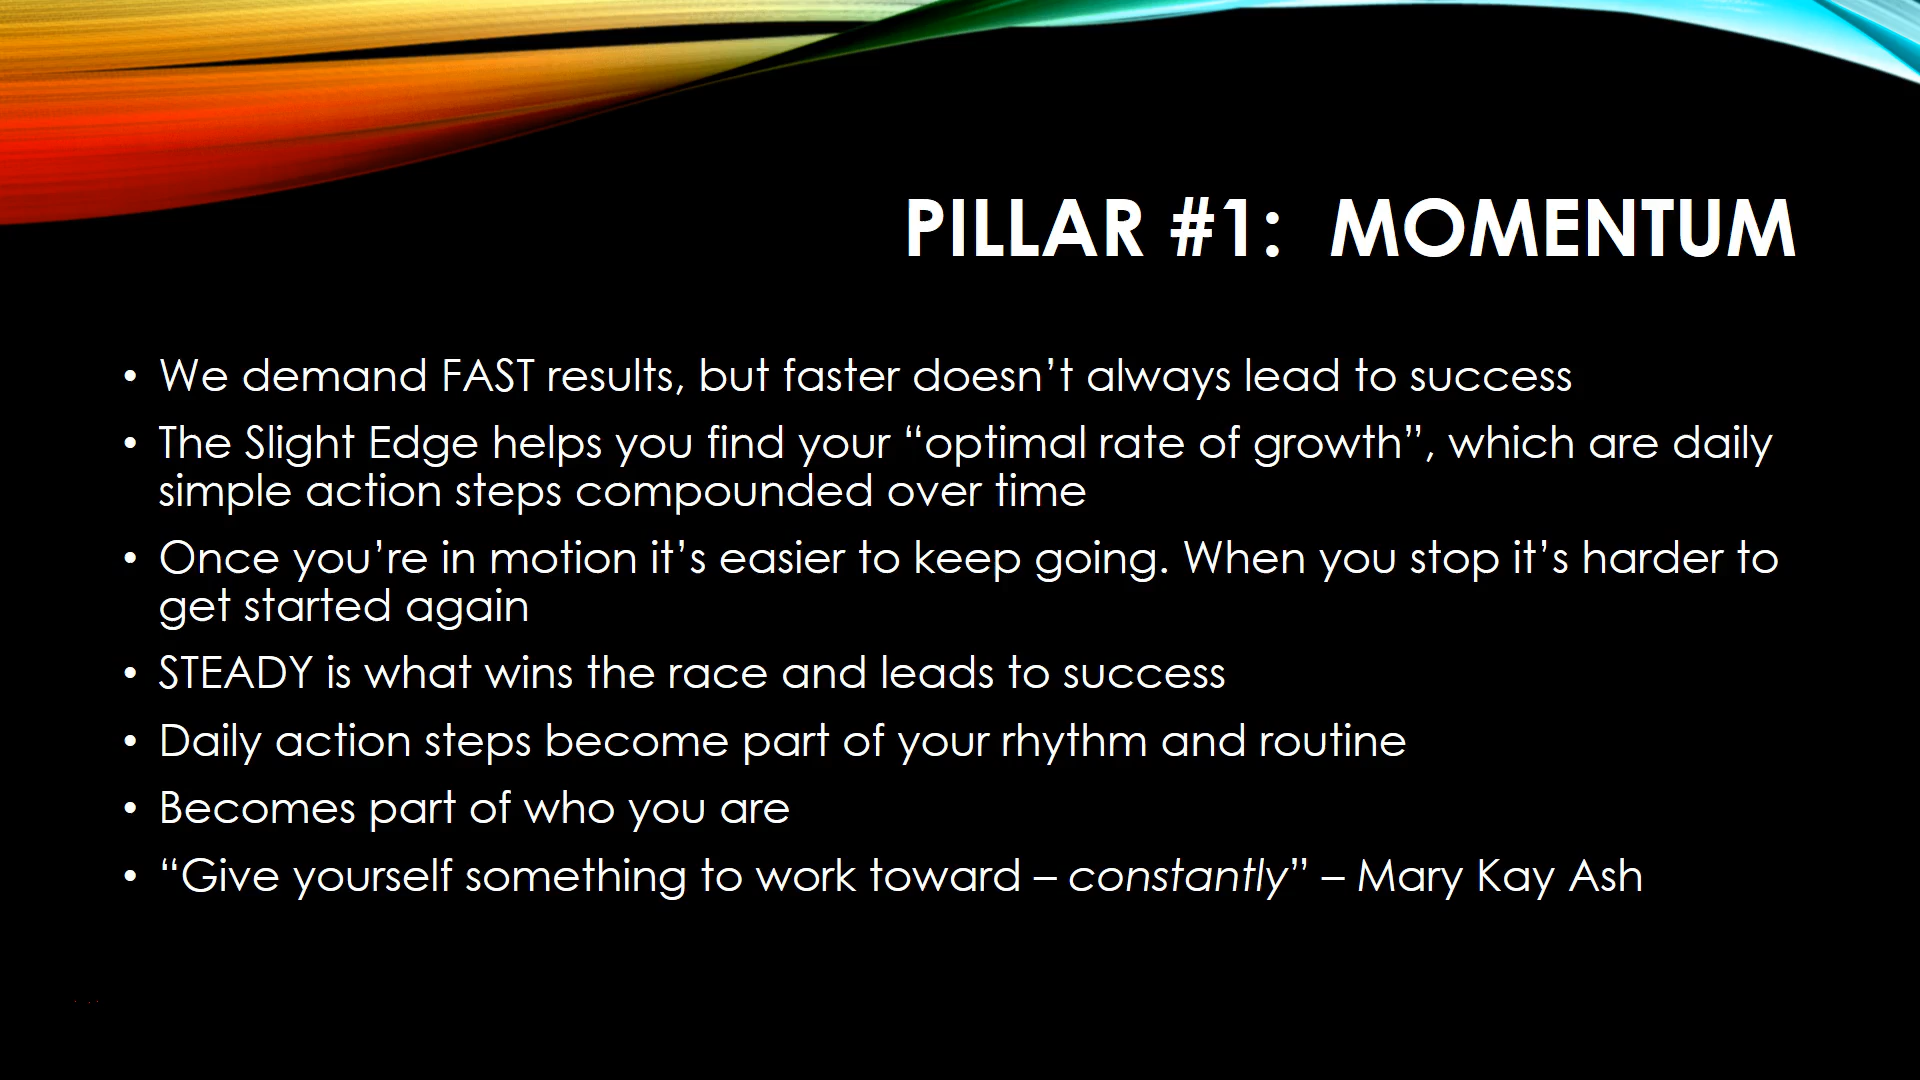 PILLAR #1:  MOMENTUM
• We demand FAST results, but faster doesn’t always lead to success
• The Slight Edge helps you find your “optimal rate of growth”, which are daily
simple action steps compounded over time
• Once you’re in motion it’s easier to keep going. When you stop it’s harder to
get started again
• STEADY is what wins the race and leads to success
• Daily action steps become part of your rhythm and routine
• Becomes part of who you are
• “Give yourself something to work toward – constantly” – Mary Kay Ash